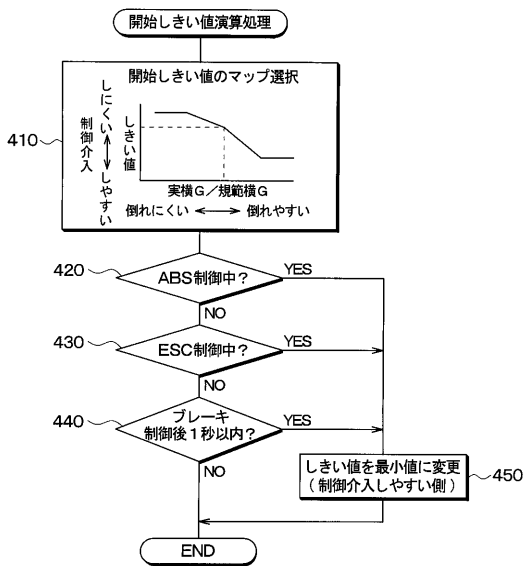 開始しきい値演算処理
410
開始しきい値のマップ選択
制御介入
しにくい
しやすい
しきい値
実横G／規範横G
倒れにくい
倒れやすい
420
ABS制御中？
YES
NO
430
ESC制御中？
YES
NO
440
ブレーキ
制御後１秒以内？
YES
NO
しきい値を最小値に変更
（制御介入しやすい側）
450
END